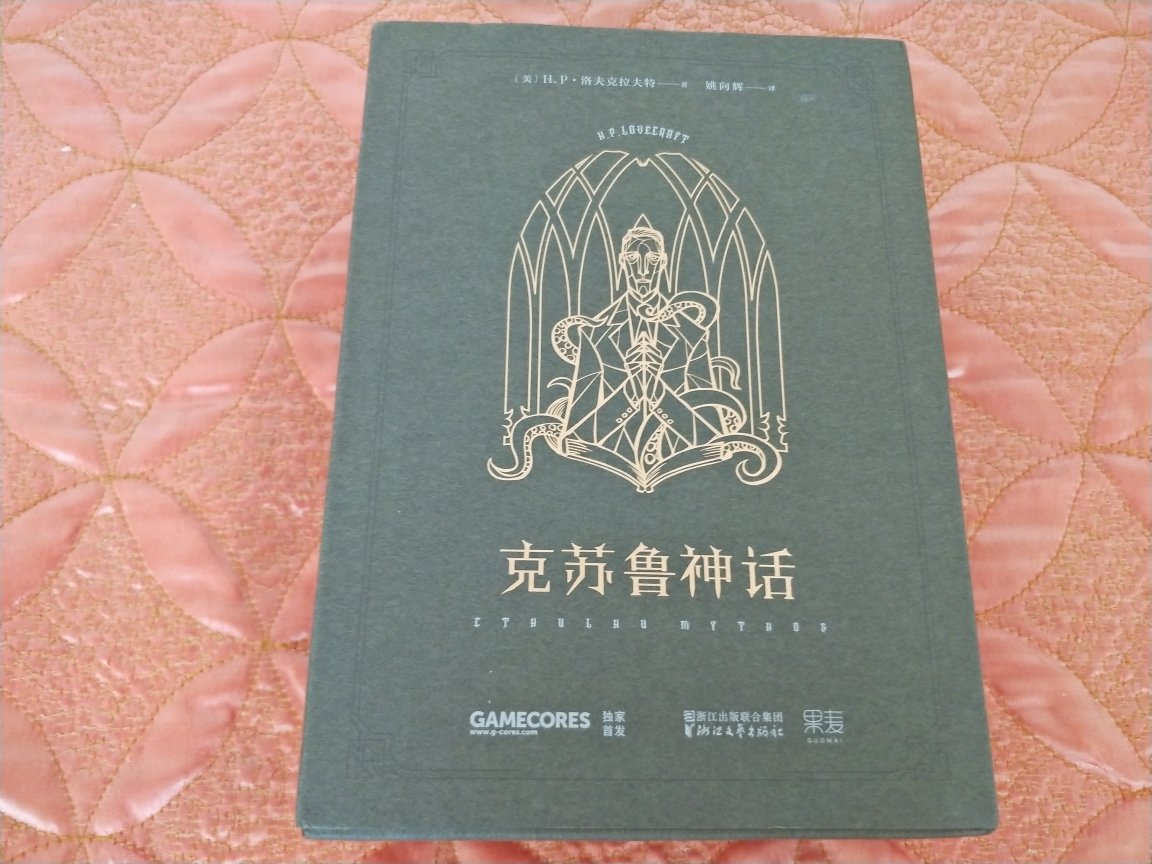 〔美〕H.P·洛夫克拉夫特——著 姚向辉——译
H.P.LOVECRAFT
克苏鲁神话
CTHULHU MYTHOS
GAMECORES 独家
www.g-cores.com 首发
浙江出版联合集团
浙江文艺出版社
果麦
GUOMAI